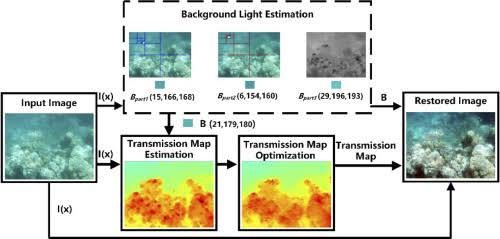 Background Light Estimation
B_part1 (15,166,168)
B_part2 (6,154,160)
B_part3 (29,196,193)
I(x)
B
Input Image
B (21,179,180)
Restored Image
I(x)
Transmission Map
Estimation
Transmission Map
Optimization
Transmission
Map
I(x)